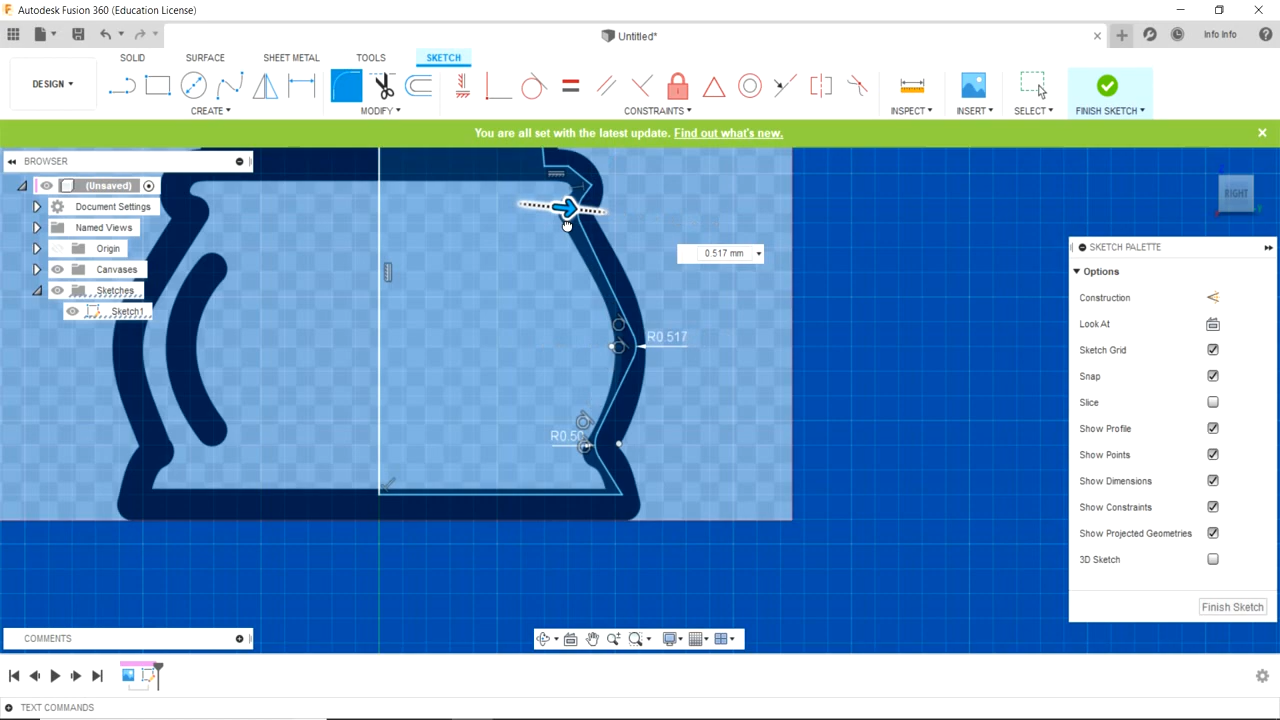 Autodesk Fusion 360 (Education License)
Untitled*
Info Info
SOLID SURFACE SHEET METAL TOOLS SKETCH
DESIGN
CREATE MODIFY CONSTRAINTS INSPECT INSERT SELECT FINISH SKETCH
You are all set with the latest update. Find out what's new.
BROWSER
(Unsaved)
Document Settings
Named Views
Origin
Canvases
Sketches
Sketch1
0.517 mm
R0.517
R0.50
RIGHT
SKETCH PALETTE
Options
Construction
Look At
Sketch Grid
Snap
Slice
Show Profile
Show Points
Show Dimensions
Show Constraints
Show Projected Geometries
3D Sketch
Finish Sketch
COMMENTS
TEXT COMMANDS